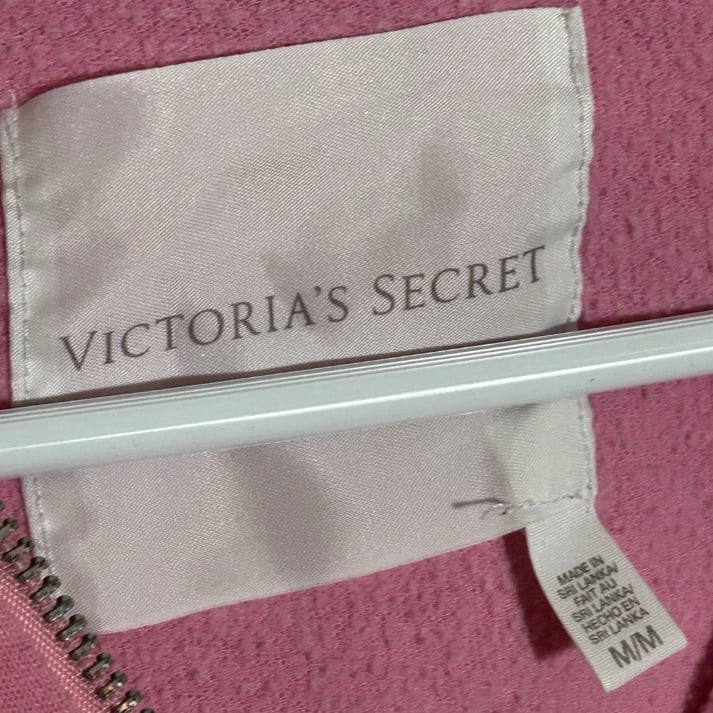 VICTORIA'S SECRET
MADE IN
SRI LANKA/
FAIT AU
SRI LANKA/
HECHO EN
SRI LANKA
M/M